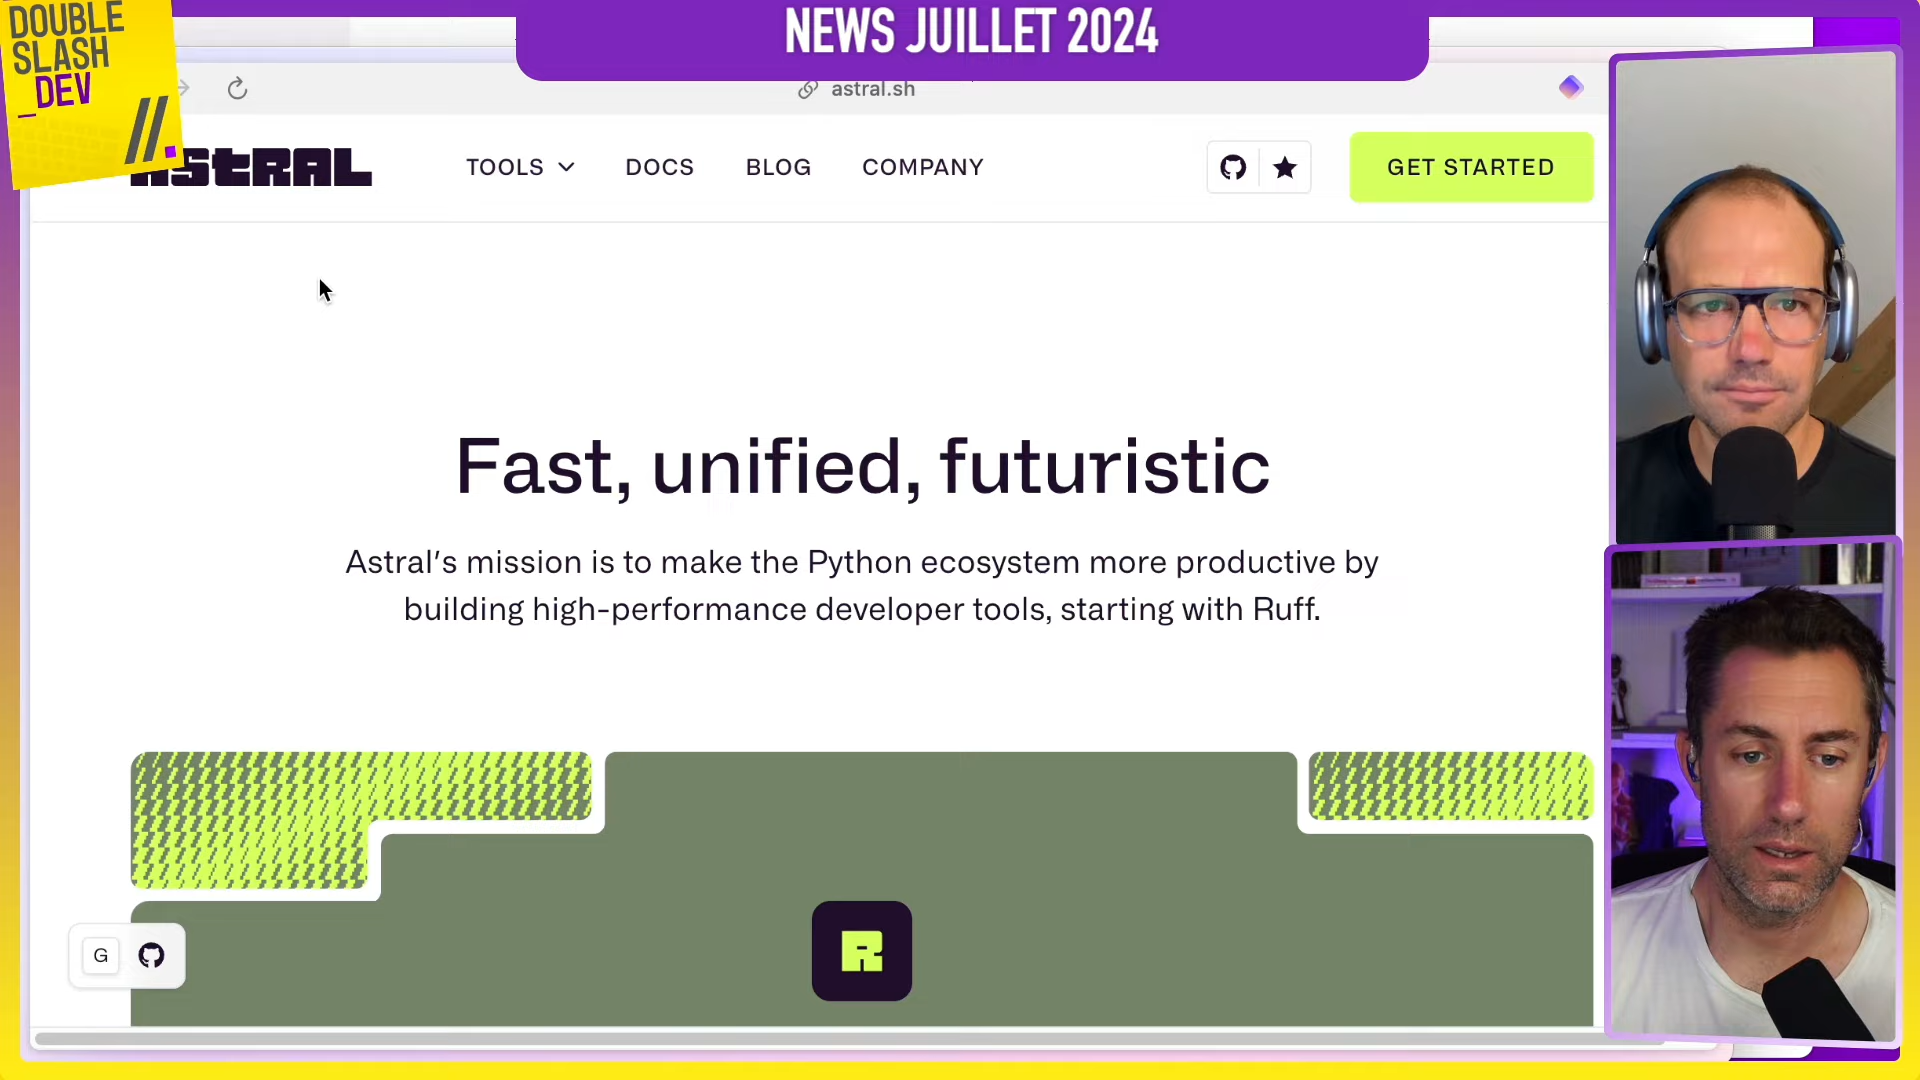 DOUBLE
SLASH
_DEV
//.
NEWS JUILLET 2024
astral.sh
ASTRAL
TOOLS
DOCS
BLOG
COMPANY
GET STARTED
Fast, unified, futuristic
Astral's mission is to make the Python ecosystem more productive by
building high-performance developer tools, starting with Ruff.
R
G